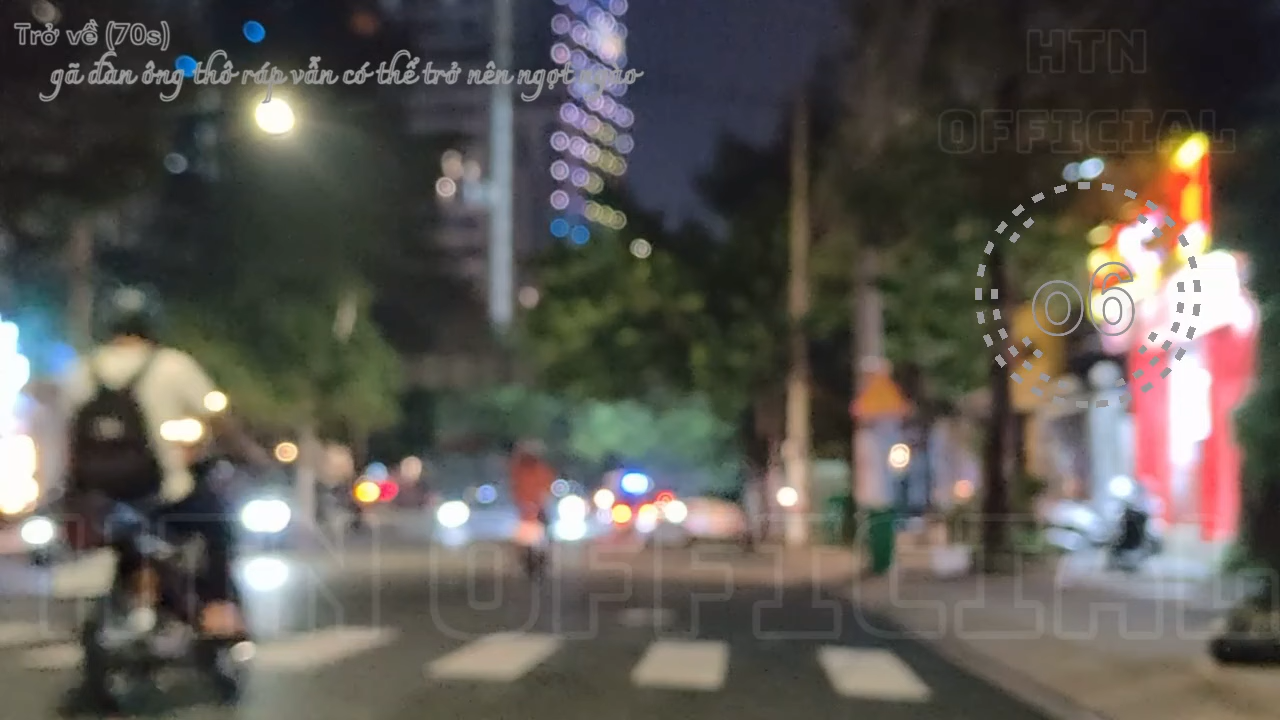 Trở về (70s)
gã đàn ông thô ráp vẫn có thể trở nên ngọt ngào
HTN
OFFICIAL
06
HTN OFFICIAL